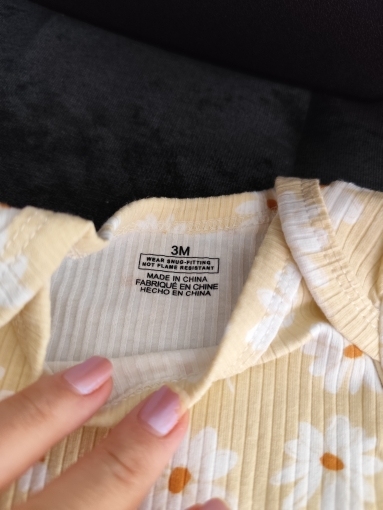 3M
WEAR SNUG-FITTING
NOT FLAME RESISTANT
MADE IN CHINA
FABRIQUÉ EN CHINE
HECHO EN CHINA